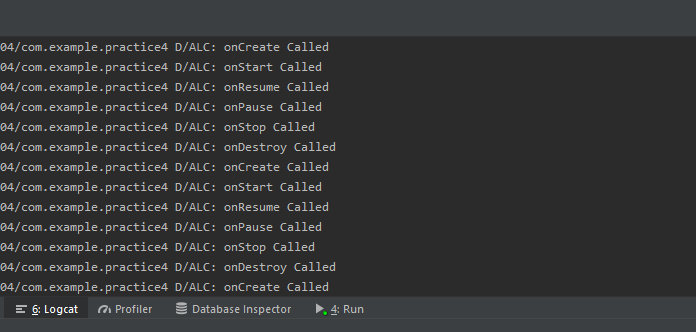 04/com.example.practice4 D/ALC: onCreate Called
04/com.example.practice4 D/ALC: onStart Called
04/com.example.practice4 D/ALC: onResume Called
04/com.example.practice4 D/ALC: onPause Called
04/com.example.practice4 D/ALC: onStop Called
04/com.example.practice4 D/ALC: onDestroy Called
04/com.example.practice4 D/ALC: onCreate Called
04/com.example.practice4 D/ALC: onStart Called
04/com.example.practice4 D/ALC: onResume Called
04/com.example.practice4 D/ALC: onPause Called
04/com.example.practice4 D/ALC: onStop Called
04/com.example.practice4 D/ALC: onDestroy Called
04/com.example.practice4 D/ALC: onCreate Called
6: Logcat Profiler Database Inspector 4: Run